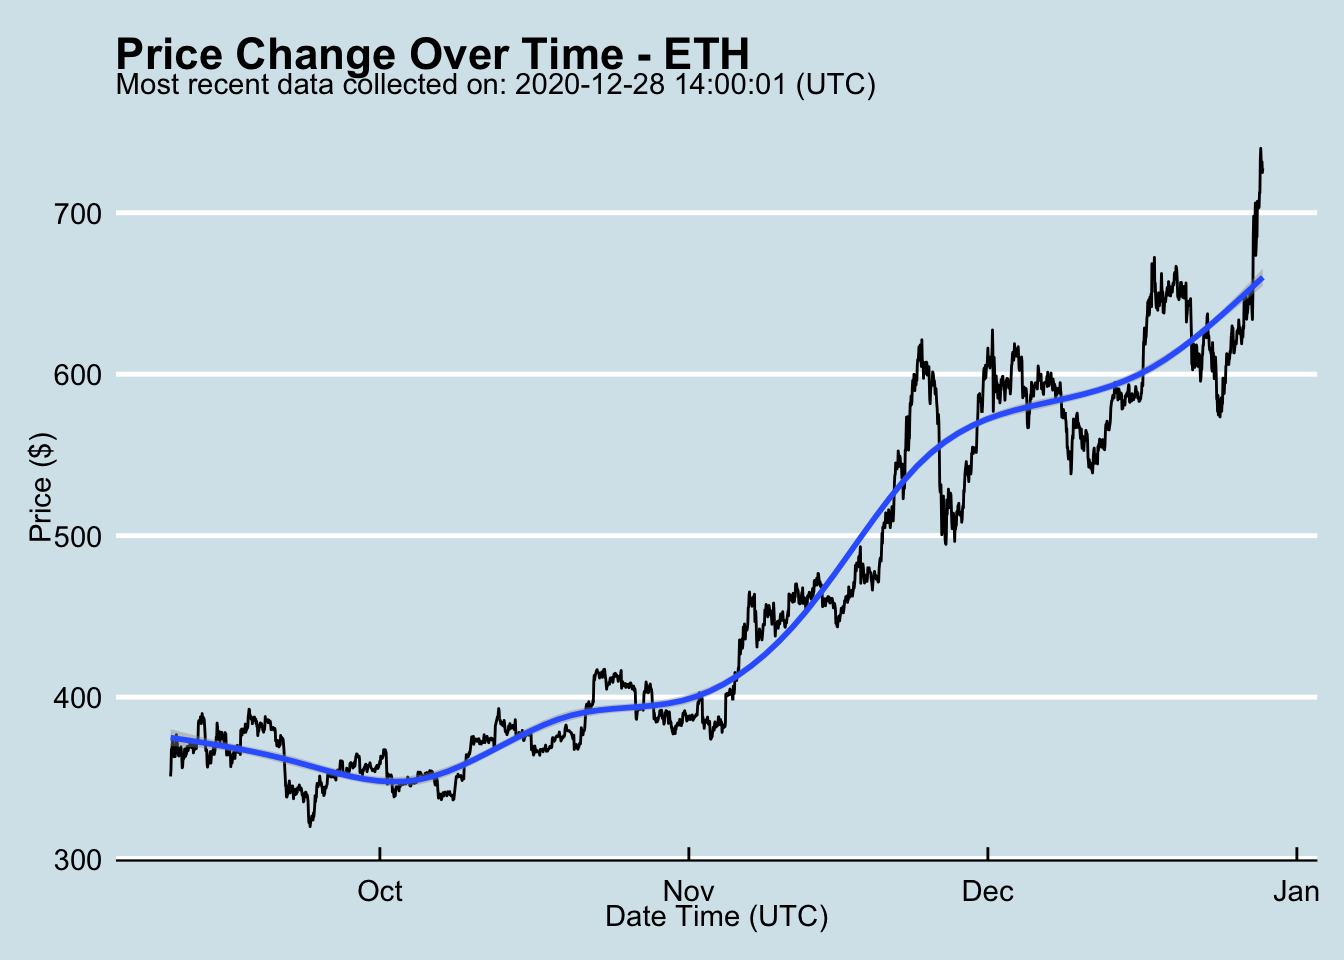 Price Change Over Time - ETH
Most recent data collected on: 2020-12-28 14:00:01 (UTC)
Price ($)
700
600
500
400
300
Oct
Nov
Dec
Jan
Date Time (UTC)